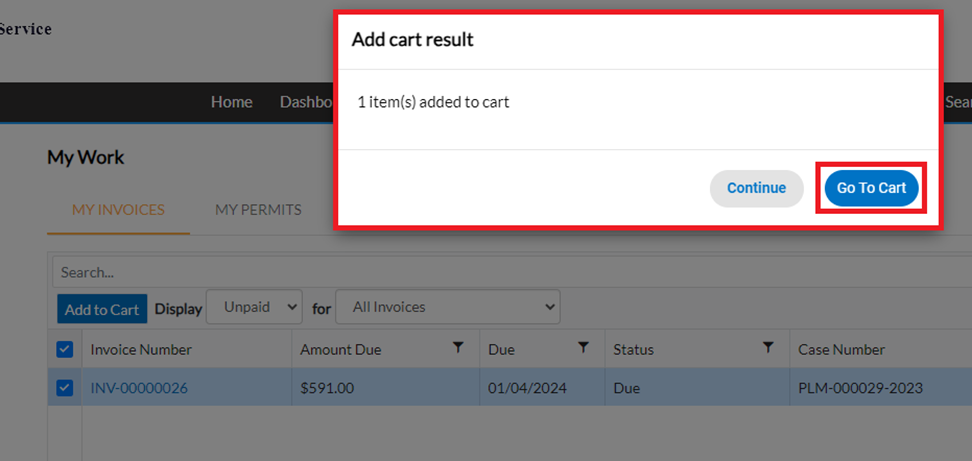 Service
Add cart result
1 item(s) added to cart
Continue
Go To Cart
Home
Dashbo
Sear
My Work
MY INVOICES
MY PERMITS
Search...
Add to Cart
Display
Unpaid
for
All Invoices
Invoice Number
Amount Due
Due
Status
Case Number
INV-00000026
$591.00
01/04/2024
Due
PLM-000029-2023